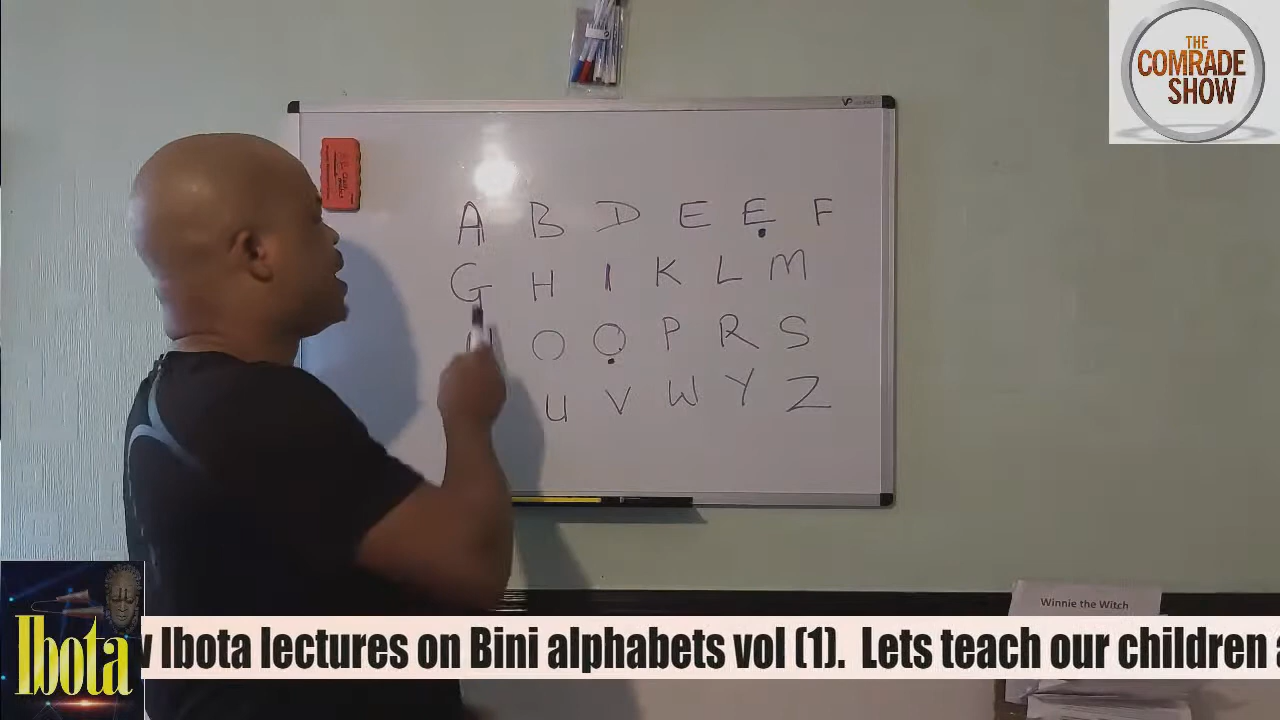 THE
COMRADE
SHOW
A B D E Ẹ F
G H I K L M
N O Ọ P R S
U V W Y Z
Winnie the Witch
Ibota
Ibota lectures on Bini alphabets vol (1). Lets teach our children